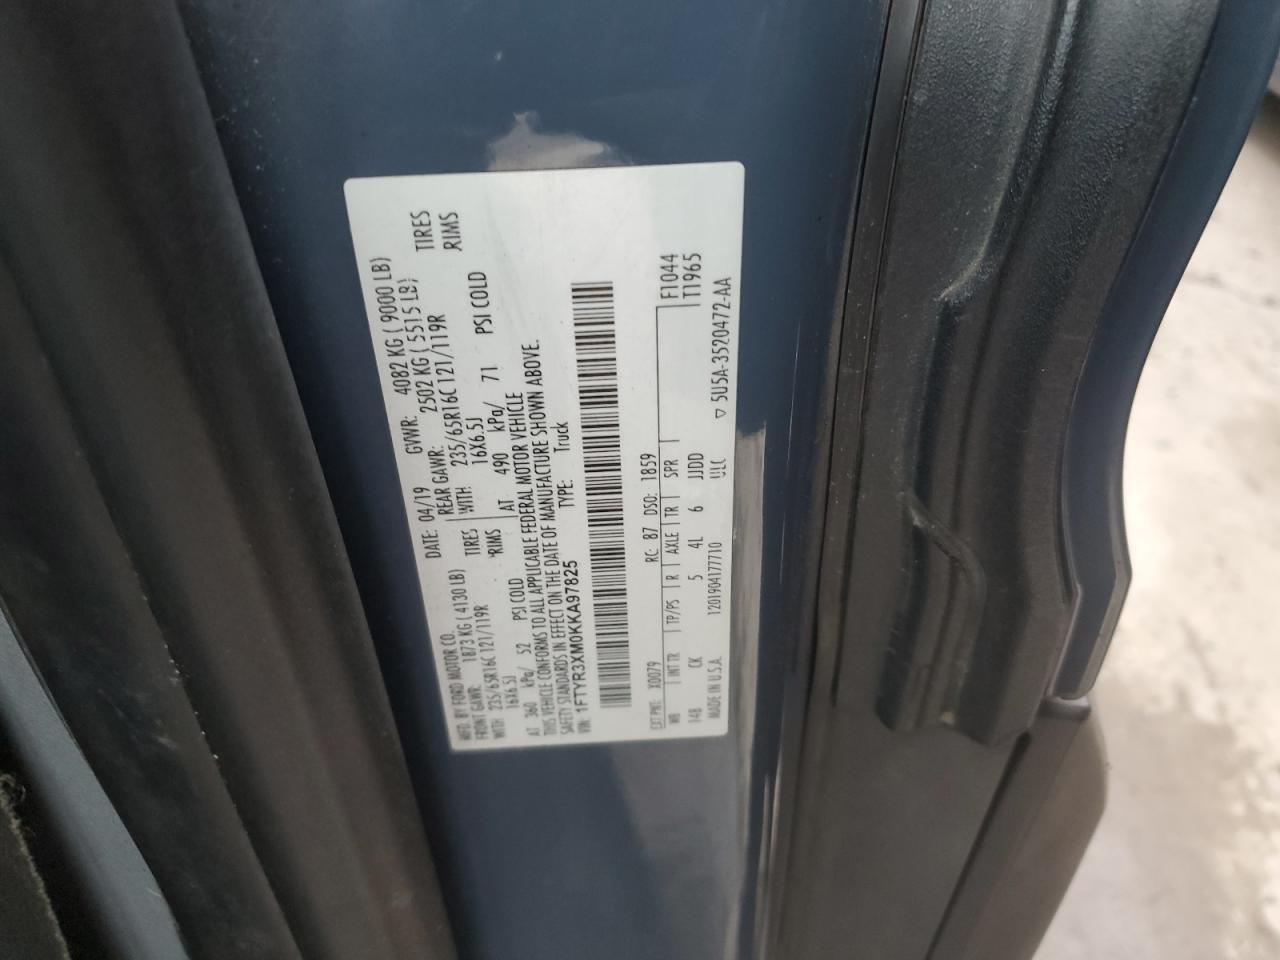 MFD. BY FORD MOTOR CO. DATE: 04/19 GVWR: 4082 KG ( 9000 LB)
FRONT GAWR: 1873 KG ( 4130 LB) REAR GAWR: 2502 KG ( 5515 LB)
WITH 235/65R16C 121/119R TIRES WITH: 235/65R16C 121/119R TIRES
16X6.5J RIMS 16X6.5J RIMS
AT 360 kPa/ 52 PSI COLD AT 490 kPa/ 71 PSI COLD
THIS VEHICLE CONFORMS TO ALL APPLICABLE FEDERAL MOTOR VEHICLE
SAFETY STANDARDS IN EFFECT ON THE DATE OF MANUFACTURE SHOWN ABOVE.
VIN: 1FTYR3XM0KKA97825 TYPE: Truck
EXT PNT: X0079 RC: 87 DSO: 1859 F1044
WB INT TR TP/PS R AXLE TR SPR T1965
148 CK 5 4L 6 JJDD
MADE IN U.S.A. 1201904177710 ULC ▽ 5U5A-3520472-AA